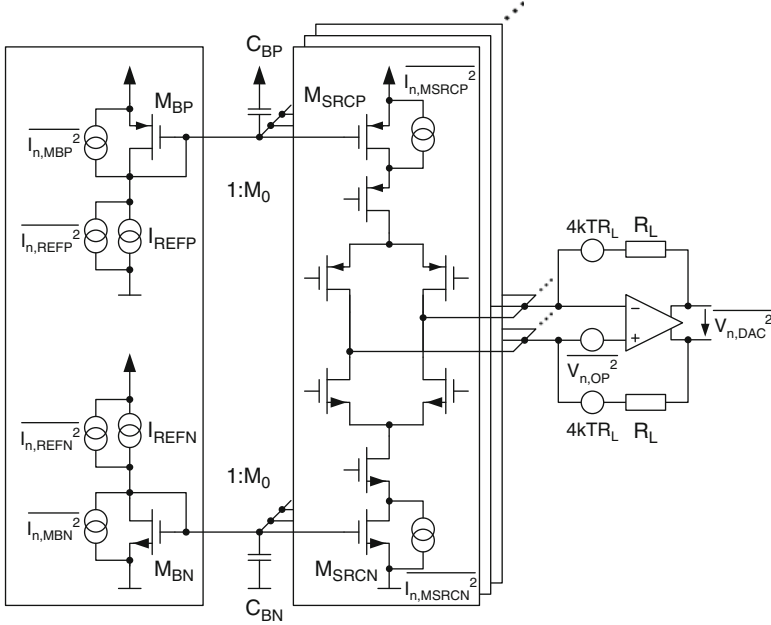 C_BP
M_SRCP
I_n,MSRCP^2
M_BP
I_n,MBP^2
1:M_0
I_n,REFP^2
I_REFP
4kTR_L
R_L
−
+
V_n,DAC^2
V_n,OP^2
4kTR_L
R_L
I_n,REFN^2
I_REFN
1:M_0
I_n,MBN^2
M_BN
M_SRCN
I_n,MSRCN^2
C_BN